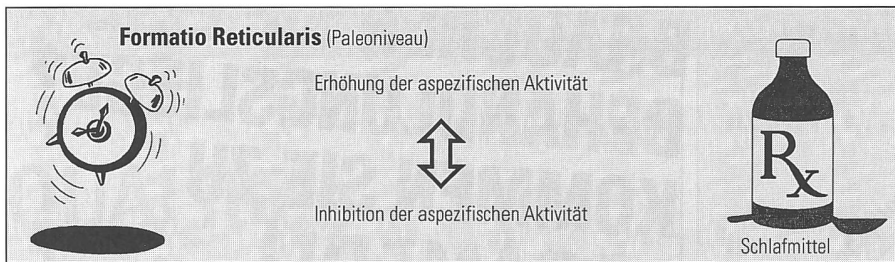 Formatio Reticularis (Paleoniveau)
Erhöhung der aspezifischen Aktivität
Inhibition der aspezifischen Aktivität
Rx
Schlafmittel